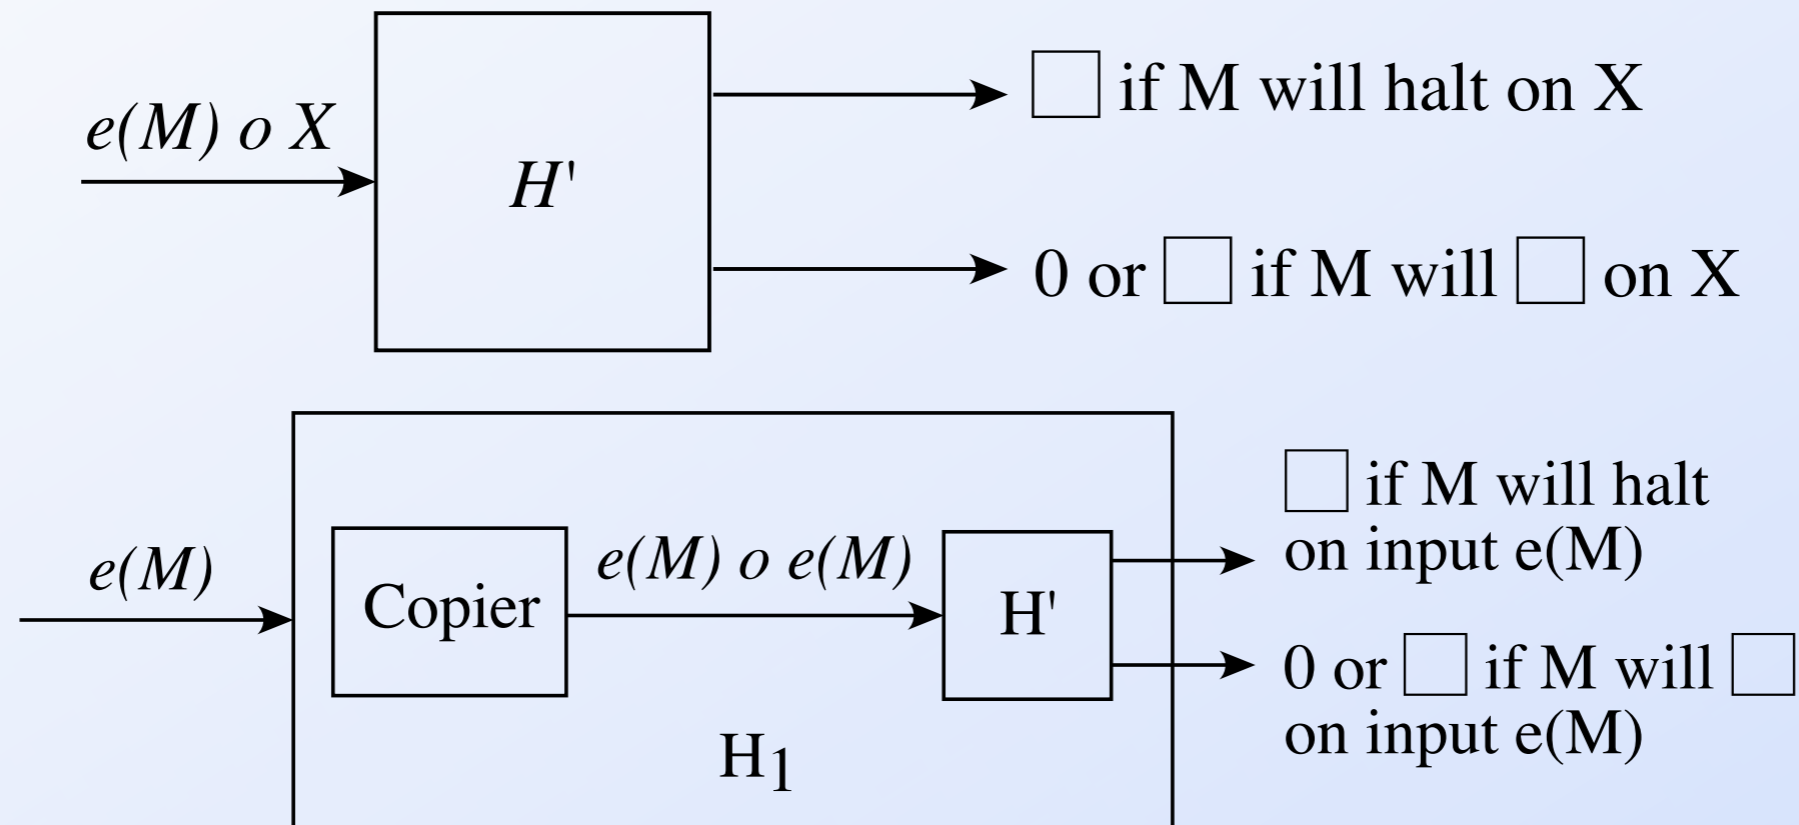 e(M) o X
H'
□ if M will halt on X
0 or □ if M will □ on X
e(M)
Copier
e(M) o e(M)
H'
H1
□ if M will halt
on input e(M)
0 or □ if M will □
on input e(M)